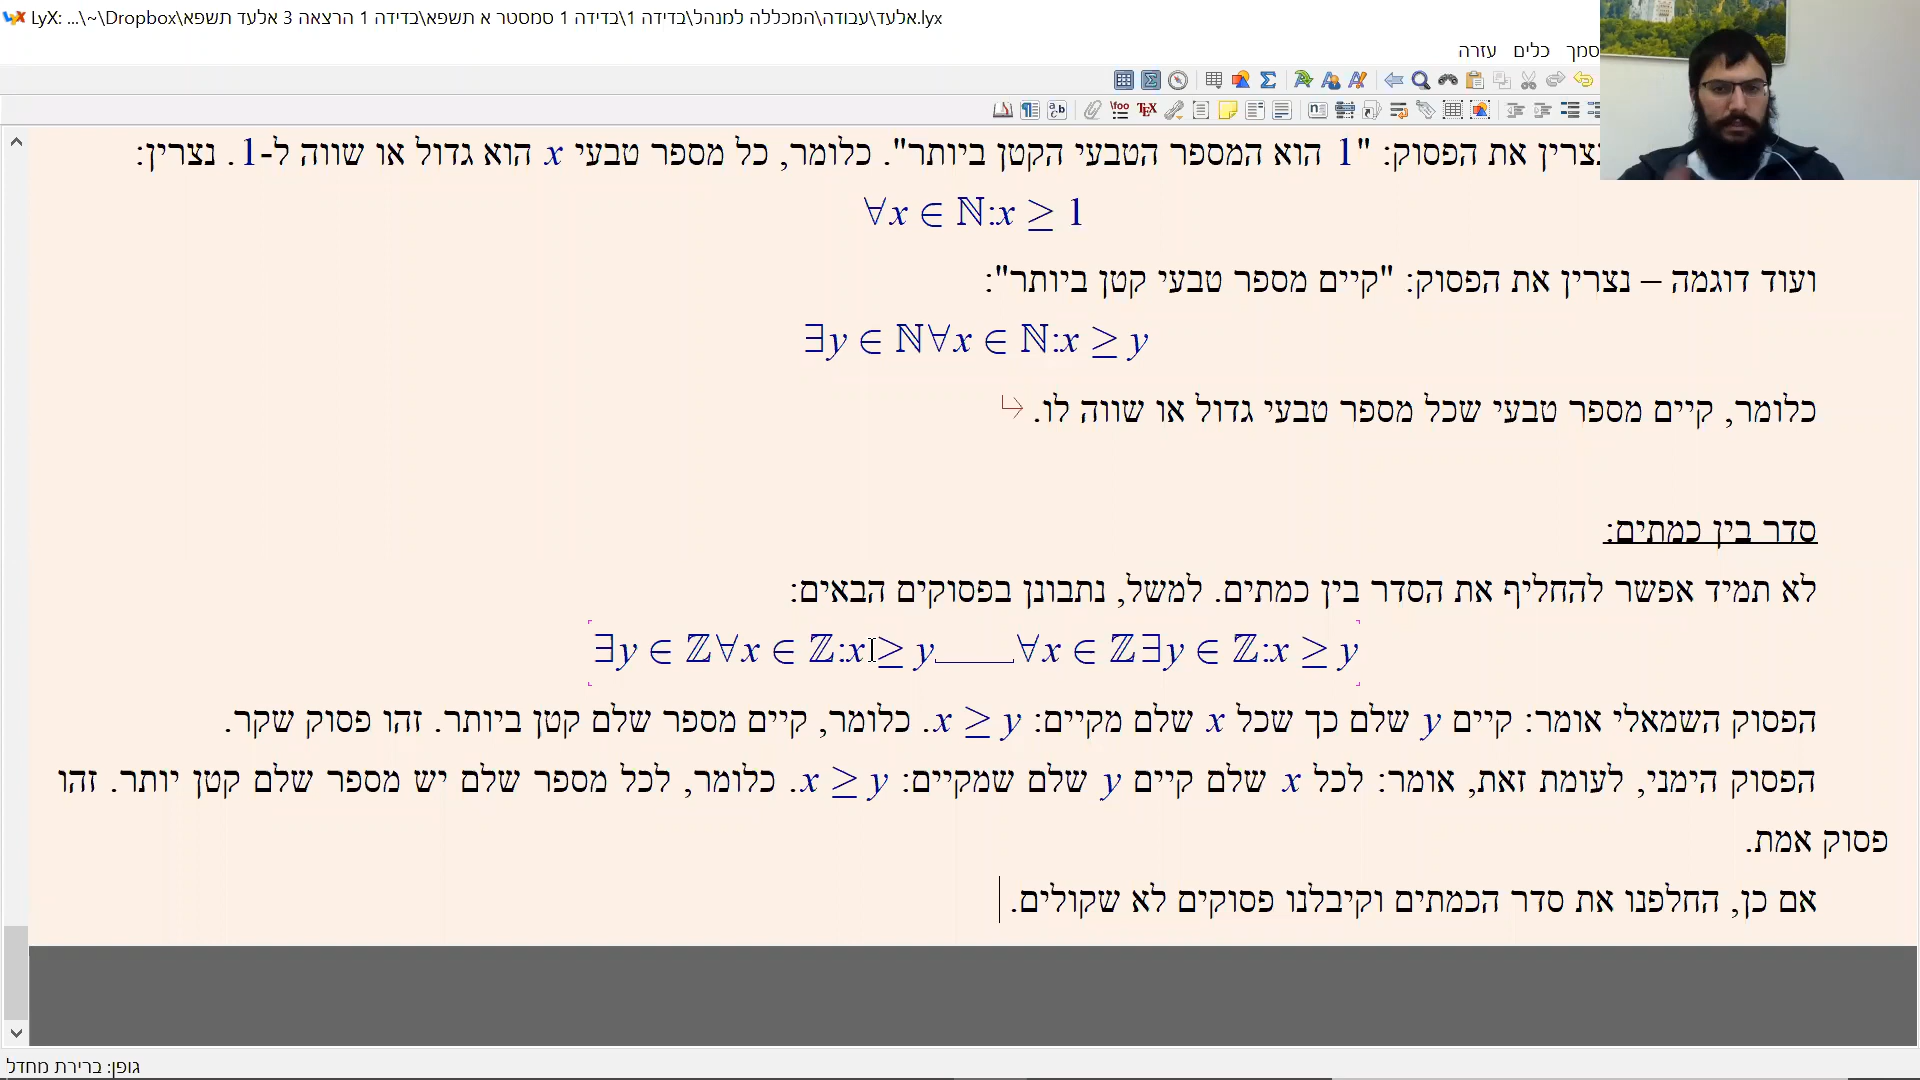 LyX: ...\~\Dropbox\אלעד\עבודה\המכללה למנהל\בדידה 1\בדידה 1 סמסטר א תשפא\בדידה 1 הרצאה 3 אלעד תשפא.lyx
סמך כלים עזרה
נצרין את הפסוק: "1 הוא המספר הטבעי הקטן ביותר". כלומר, כל מספר טבעי x הוא גדול או שווה ל-1. נצרין:
∀x ∈ ℕ:x ≥ 1
ועוד דוגמה – נצרין את הפסוק: "קיים מספר טבעי קטן ביותר":
∃y ∈ ℕ∀x ∈ ℕ:x ≥ y
כלומר, קיים מספר טבעי שכל מספר טבעי גדול או שווה לו.
סדר בין כמתים:
לא תמיד אפשר להחליף את הסדר בין כמתים. למשל, נתבונן בפסוקים הבאים:
∃y ∈ ℤ∀x ∈ ℤ:x ≥ y ∀x ∈ ℤ∃y ∈ ℤ:x ≥ y
הפסוק השמאלי אומר: קיים y שלם כך שכל x שלם מקיים: x ≥ y. כלומר, קיים מספר שלם קטן ביותר. זהו פסוק שקר.
הפסוק הימני, לעומת זאת, אומר: לכל x שלם קיים y שלם שמקיים: x ≥ y. כלומר, לכל מספר שלם יש מספר שלם קטן יותר. זהו
פסוק אמת.
אם כן, החלפנו את סדר הכמתים וקיבלנו פסוקים לא שקולים.
גופן: ברירת מחדל